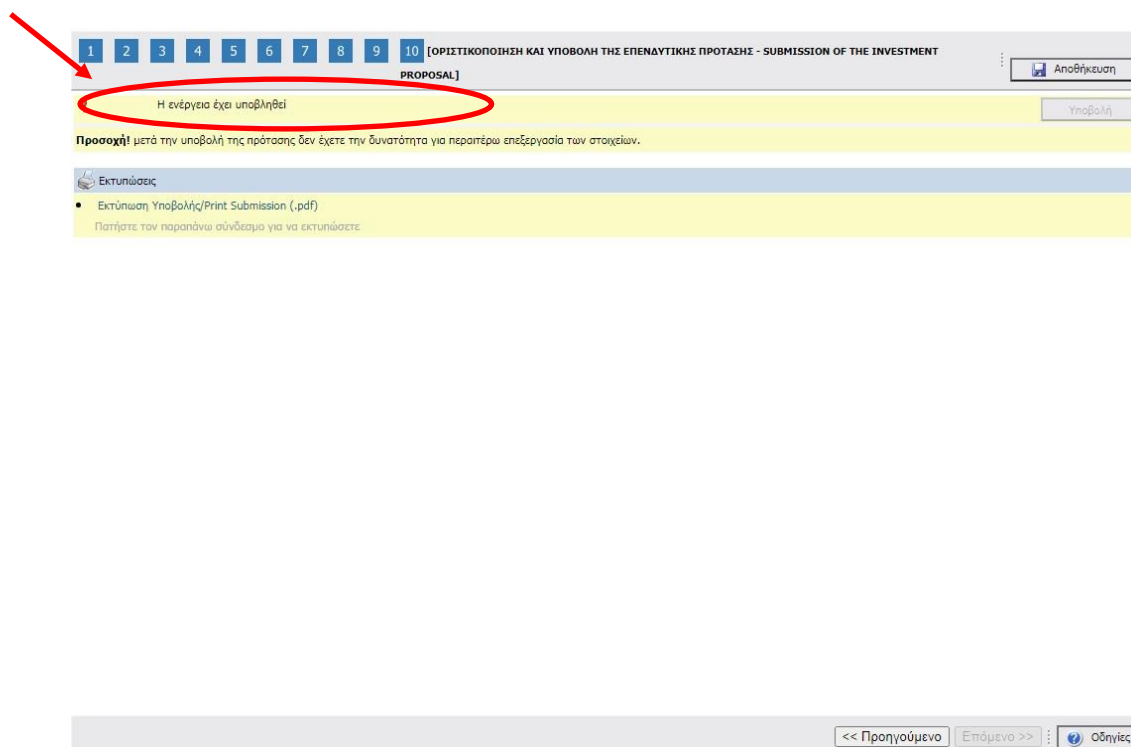 1 2 3 4 5 6 7 8 9 10 [ΟΡΙΣΤΙΚΟΠΟΙΗΣΗ ΚΑΙ ΥΠΟΒΟΛΗ ΤΗΣ ΕΠΕΝΔΥΤΙΚΗΣ ΠΡΟΤΑΣΗΣ - SUBMISSION OF THE INVESTMENT
PROPOSAL]
Αποθήκευση
Η ενέργεια έχει υποβληθεί
Υποβολή
Προσοχή! μετά την υποβολή της πρότασης δεν έχετε την δυνατότητα για περαιτέρω επεξεργασία των στοιχείων.
Εκτυπώσεις
• Εκτύπωση Υποβολής/Print Submission (.pdf)
Πατήστε τον παραπάνω σύνδεσμο για να εκτυπώσετε
<< Προηγούμενο Επόμενο >> Οδηγίες